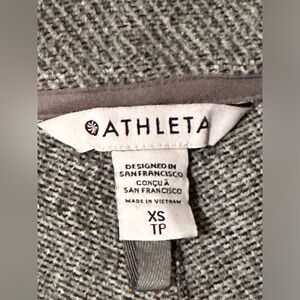 ATHLETA
DESIGNED IN
SAN FRANCISCO
CONÇU À
SAN FRANCISCO
MADE IN VIETNAM
XS
TP